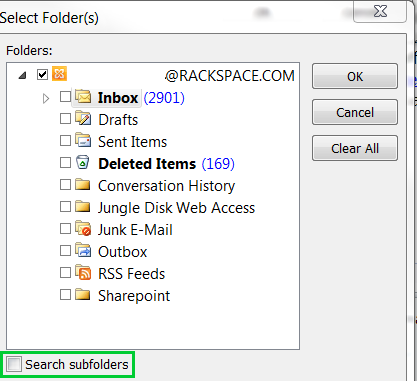 Select Folder(s)
Folders:
@RACKSPACE.COM
Inbox (2901)
Drafts
Sent Items
Deleted Items (169)
Conversation History
Jungle Disk Web Access
Junk E-Mail
Outbox
RSS Feeds
Sharepoint
OK
Cancel
Clear All
Search subfolders